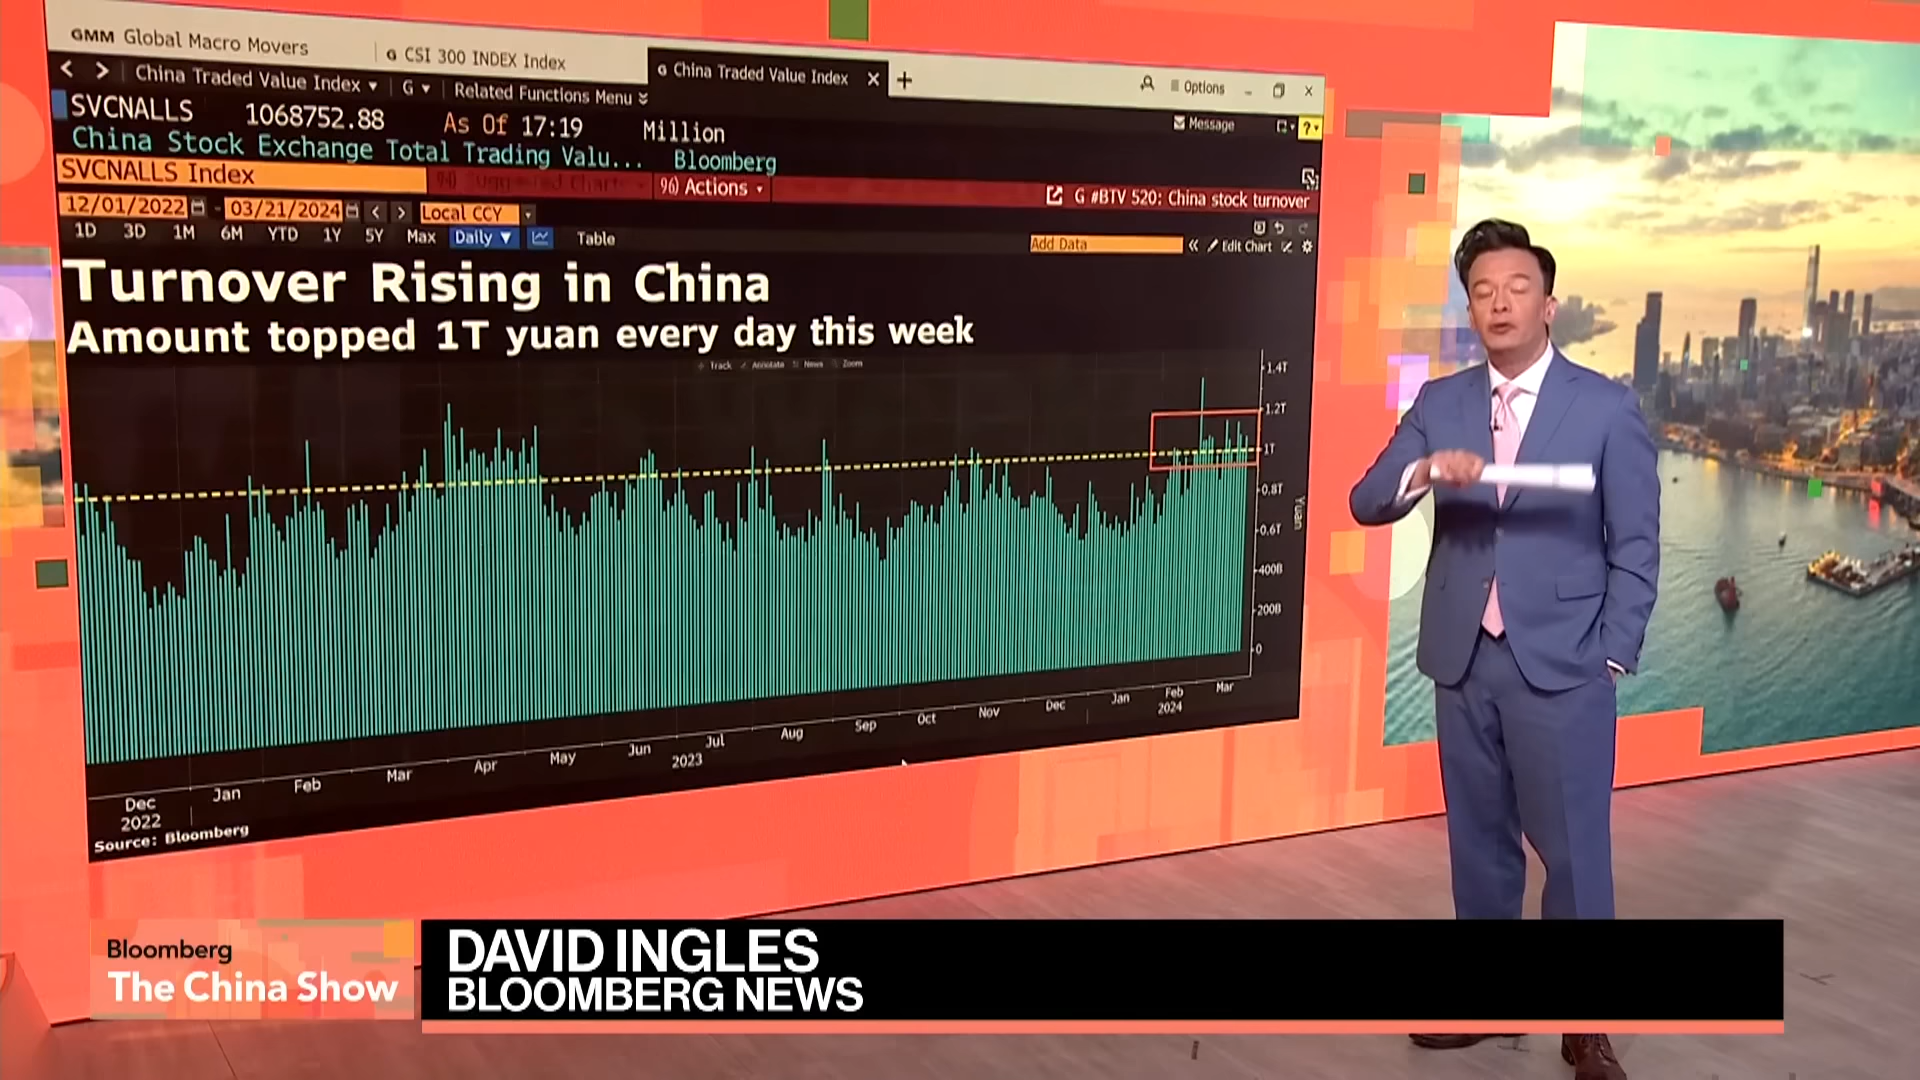 GMM Global Macro Movers
G CSI 300 INDEX Index
G China Traded Value Index X +
Options
< > China Traded Value Index G Related Functions Menu
SVCNALLS 1068752.88 As Of 17:19 Million
Message
?
China Stock Exchange Total Trading Valu... Bloomberg
SVCNALLS Index
96) Actions
G #BTV 520: China stock turnover
12/01/2022 - 03/21/2024 < > Local CCY
1D 3D 1M 6M YTD 1Y 5Y Max Daily Table
Add Data « Edit Chart
Turnover Rising in China
Amount topped 1T yuan every day this week
Track Annotate News Zoom
1.4T
1.2T
1T
0.8T
0.6T
400B
200B
0
Yuan
Dec Jan Feb Mar Apr May Jun Jul Aug Sep Oct Nov Dec Jan Feb Mar
2022 2023 2024
Source: Bloomberg
Bloomberg
The China Show
DAVID INGLES
BLOOMBERG NEWS